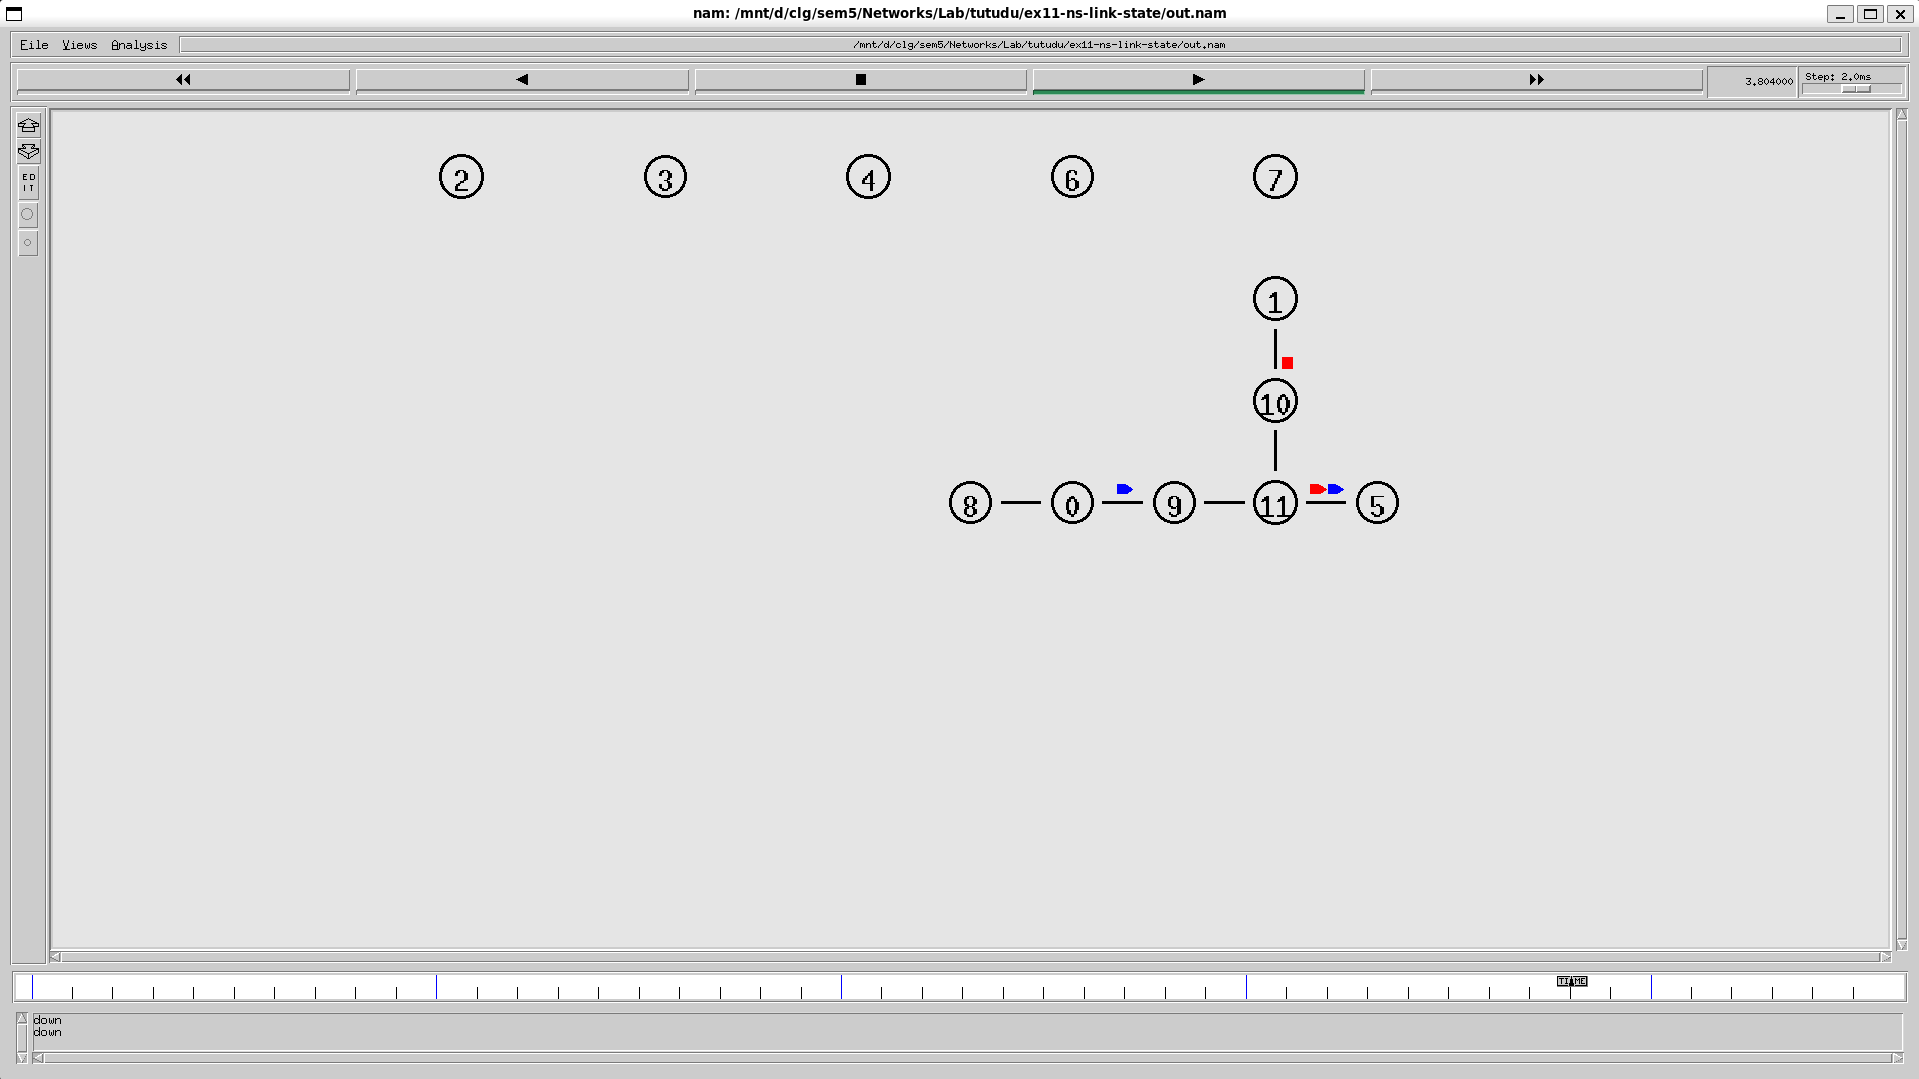 nam: /mnt/d/clg/sem5/Networks/Lab/tutudu/ex11-ns-link-state/out.nam
File Views Analysis /mnt/d/clg/sem5/Networks/Lab/tutudu/ex11-ns-link-state/out.nam
3.804000 Step: 2.0ms
ED
IT
2 3 4 6 7
1
10
8 0 9 11 5
TIME
down
down